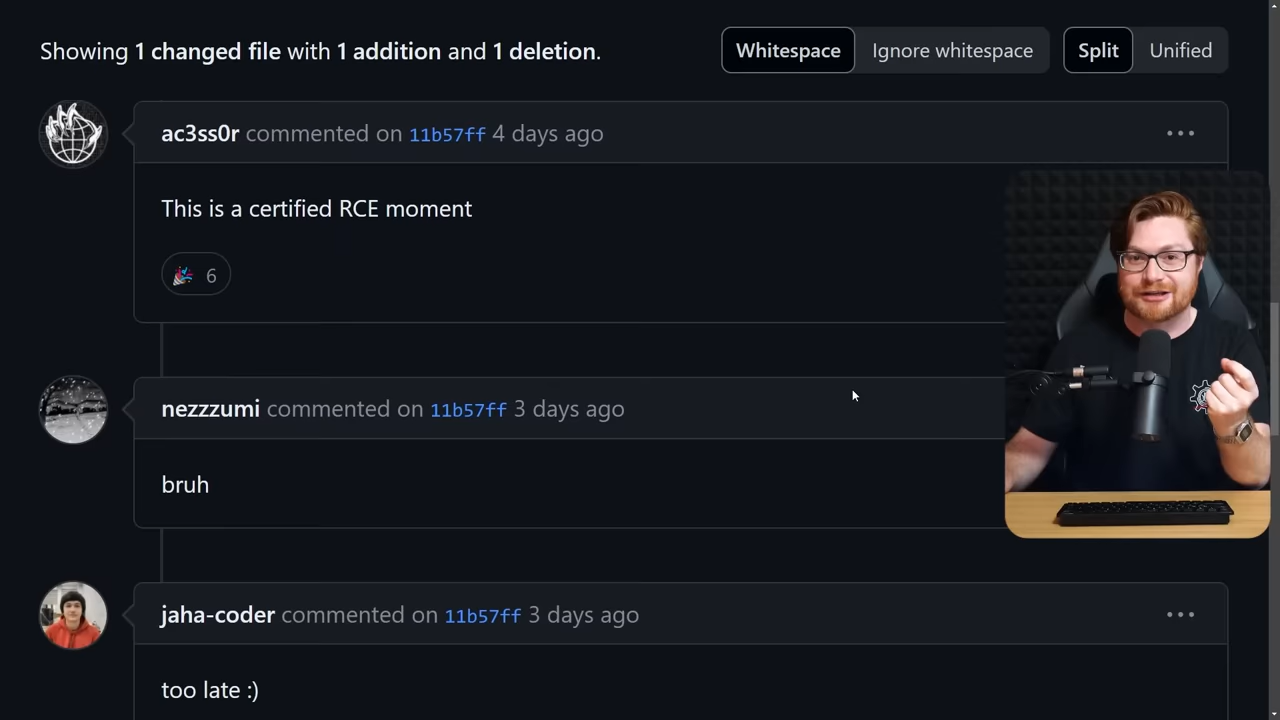 Showing 1 changed file with 1 addition and 1 deletion.
Whitespace
Ignore whitespace
Split
Unified
ac3ss0r commented on 11b57ff 4 days ago
This is a certified RCE moment
6
nezzzumi commented on 11b57ff 3 days ago
bruh
jaha-coder commented on 11b57ff 3 days ago
too late :)